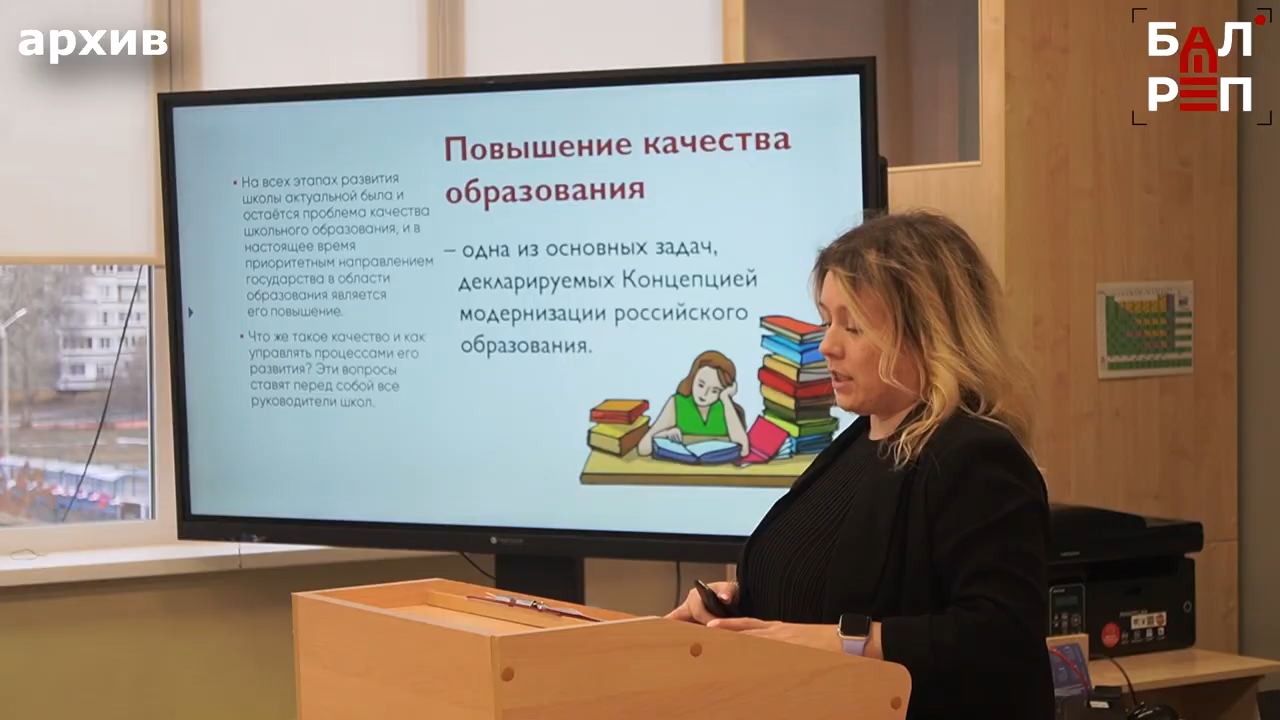 архив
БАЛ
РЕП
Повышение качества
образования
– одна из основных задач,
декларируемых Концепцией
модернизации российского
образования.
• На всех этапах развития
школы актуальной была и
остаётся проблема качества
школьного образования, и в
настоящее время
приоритетным направлением
государства в области
образования является
его повышение.
• Что же такое качество и как
управлять процессами его
развития? Эти вопросы
ставят перед собой все
руководители школ.